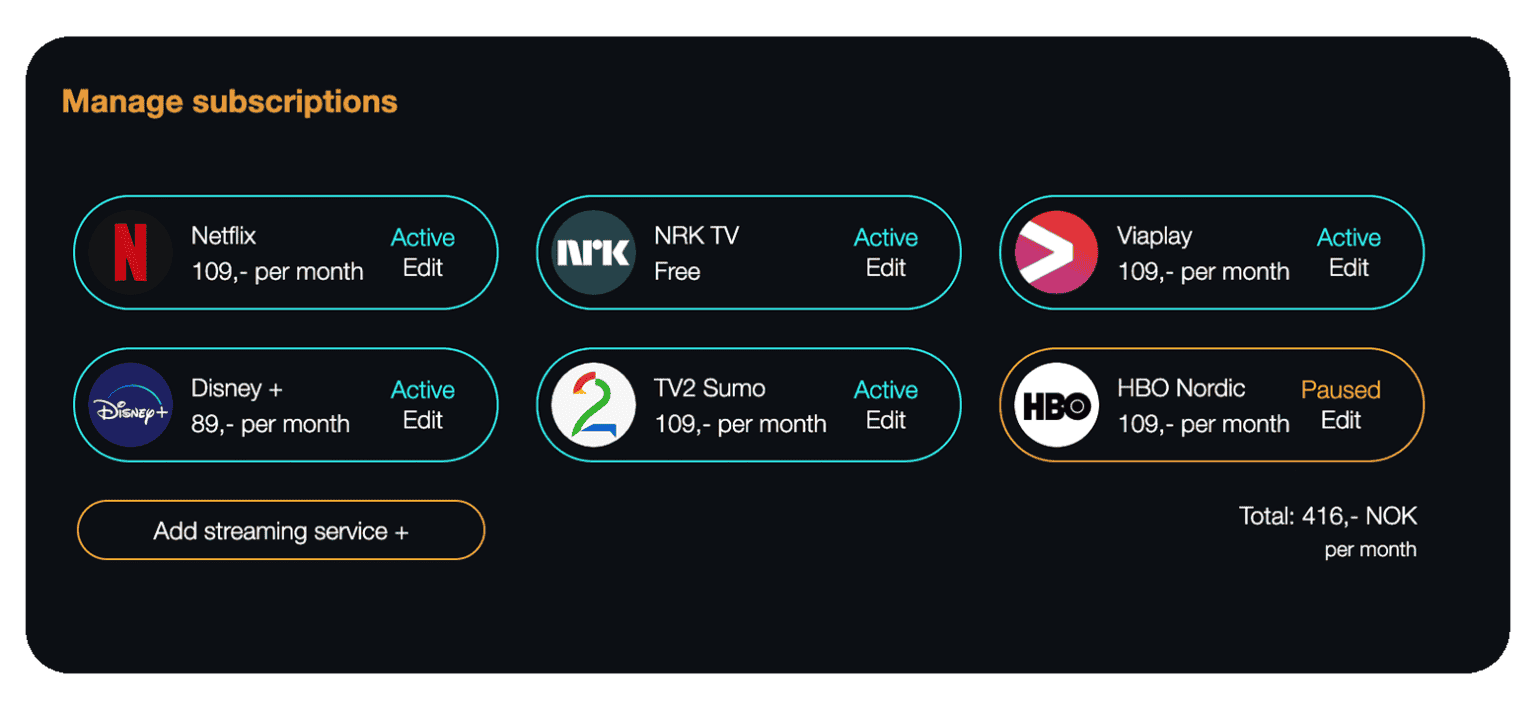 Manage subscriptions
N
Netflix
109,- per month
Active
Edit
NRK
NRK TV
Free
Active
Edit
Viaplay
109,- per month
Active
Edit
Disney+
Disney +
89,- per month
Active
Edit
2
TV2 Sumo
109,- per month
Active
Edit
HBO
HBO Nordic
109,- per month
Paused
Edit
Add streaming service +
Total: 416,- NOK
per month